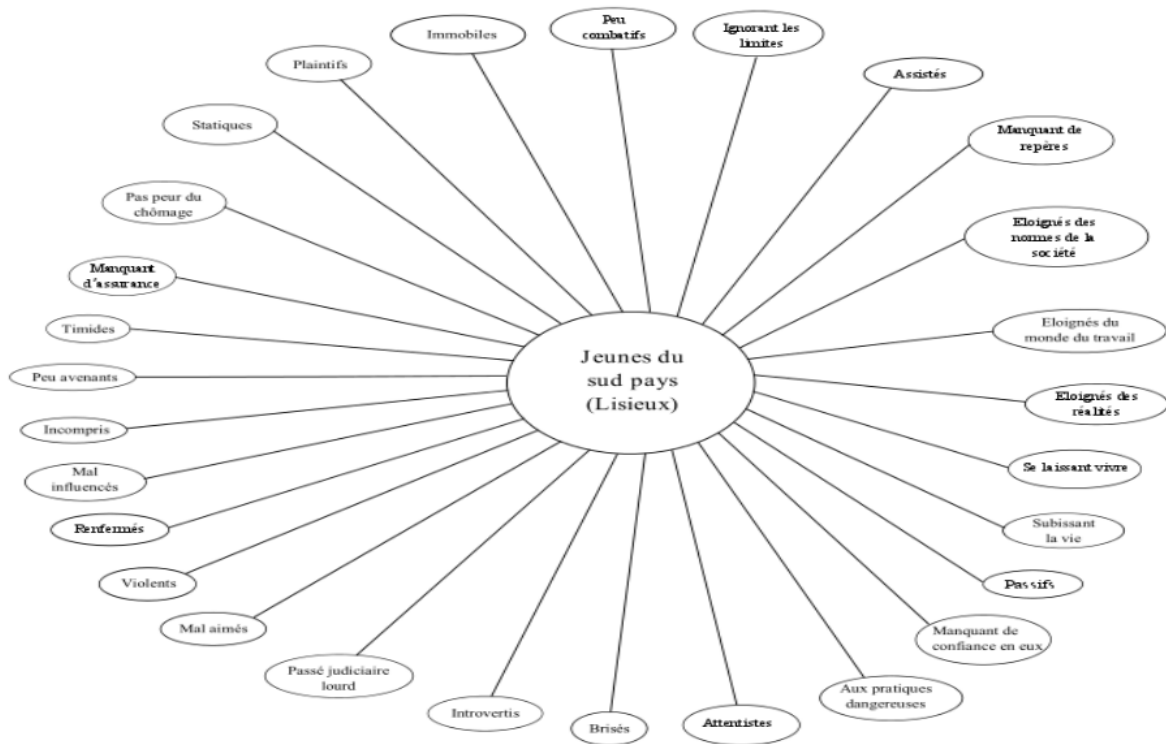 Immobiles
Peu
combatifs
Ignorant les
limites
Plaintifs
Assistés
Statiques
Manquant de
repères
Pas peur du
chômage
Eloignés des
normes de la
société
Manquant
d'assurance
Timides
Eloignés du
monde du travail
Jeunes du
sud pays
(Lisieux)
Peu avenants
Eloignés des
réalités
Incompris
Mal
influencés
Se laissant vivre
Renfermés
Subissant
la vie
Violents
Passifs
Mal aimés
Manquant de
confiance en eux
Passé judiciaire
lourd
Aux pratiques
dangereuses
Introvertis
Brisés
Attentistes